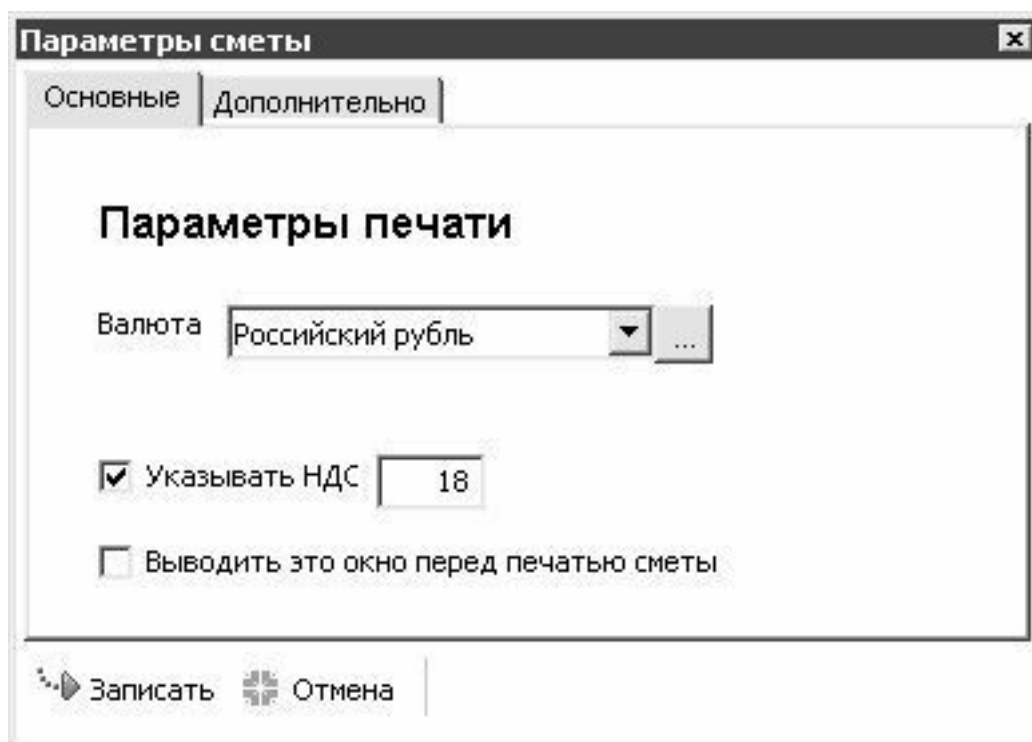 Параметры сметы
Основные Дополнительно
Параметры печати
Валюта Российский рубль ...
Указывать НДС 18
Выводить это окно перед печатью сметы
Записать Отмена